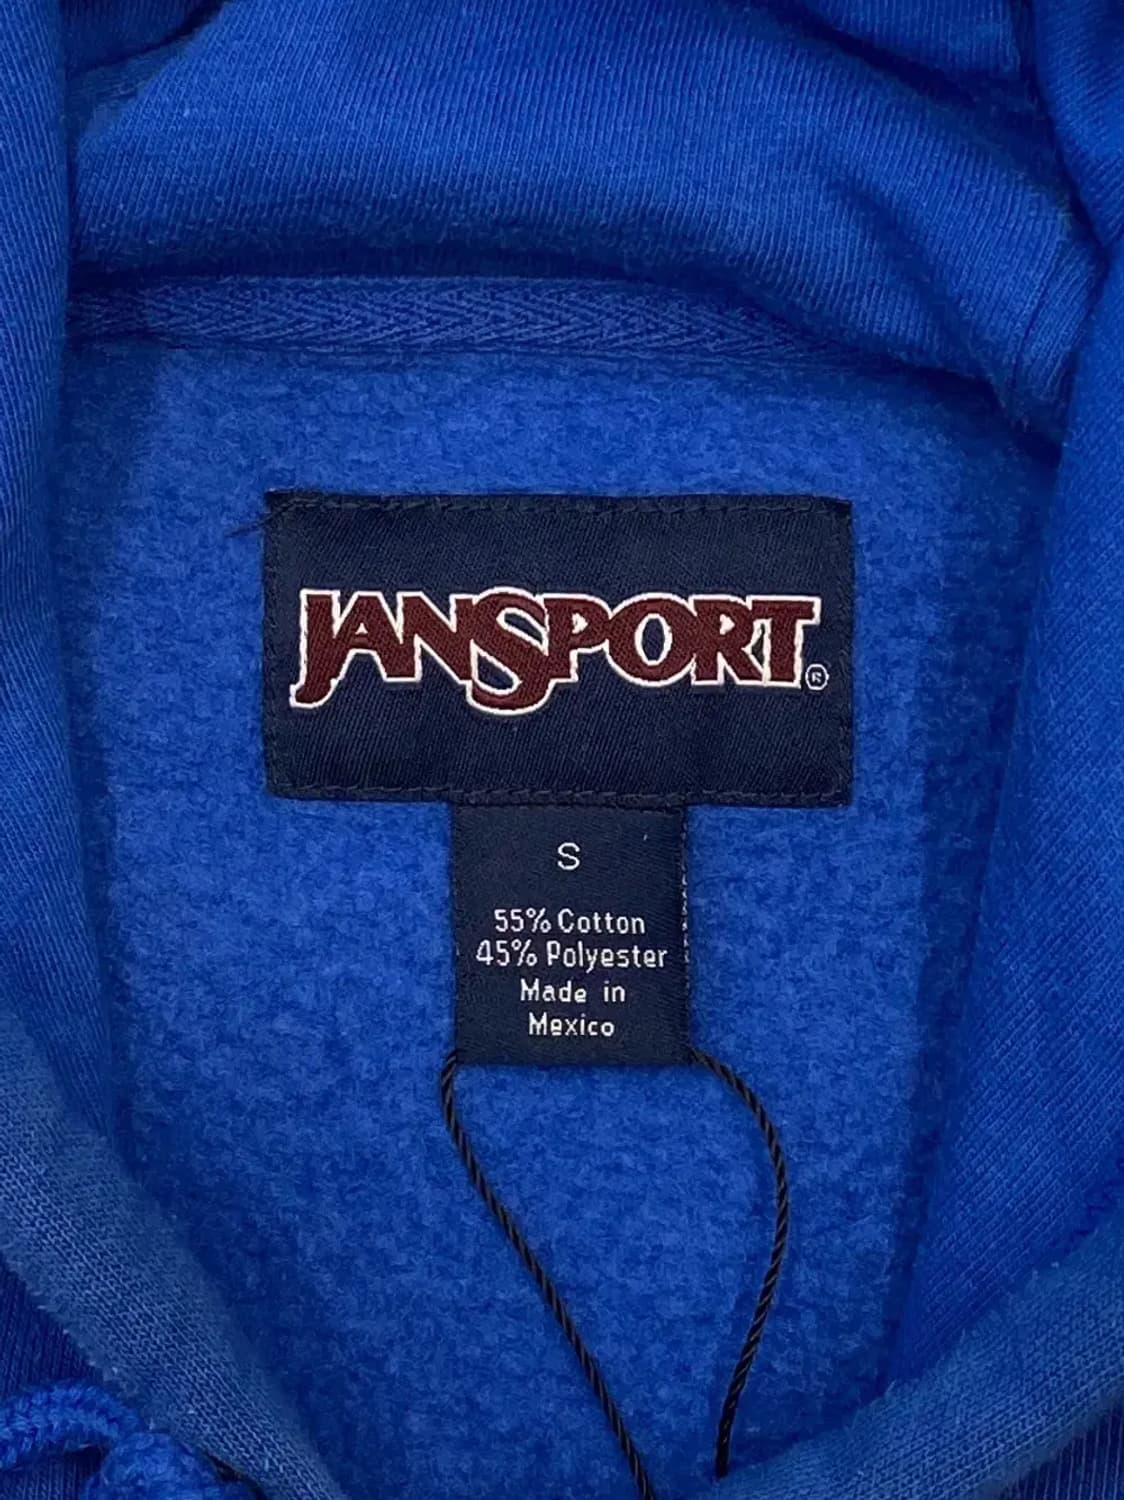 JANSPORT®
S
55% Cotton
45% Polyester
Made in
Mexico